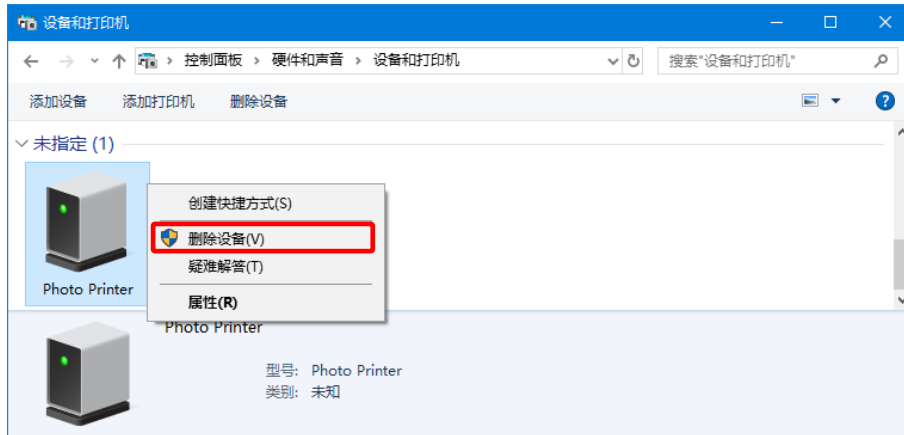 设备和打印机
控制面板 › 硬件和声音 › 设备和打印机
搜索"设备和打印机"
添加设备 添加打印机 删除设备
未指定 (1)
Photo Printer
创建快捷方式(S)
删除设备(V)
疑难解答(T)
属性(R)
Photo Printer
型号: Photo Printer
类别: 未知